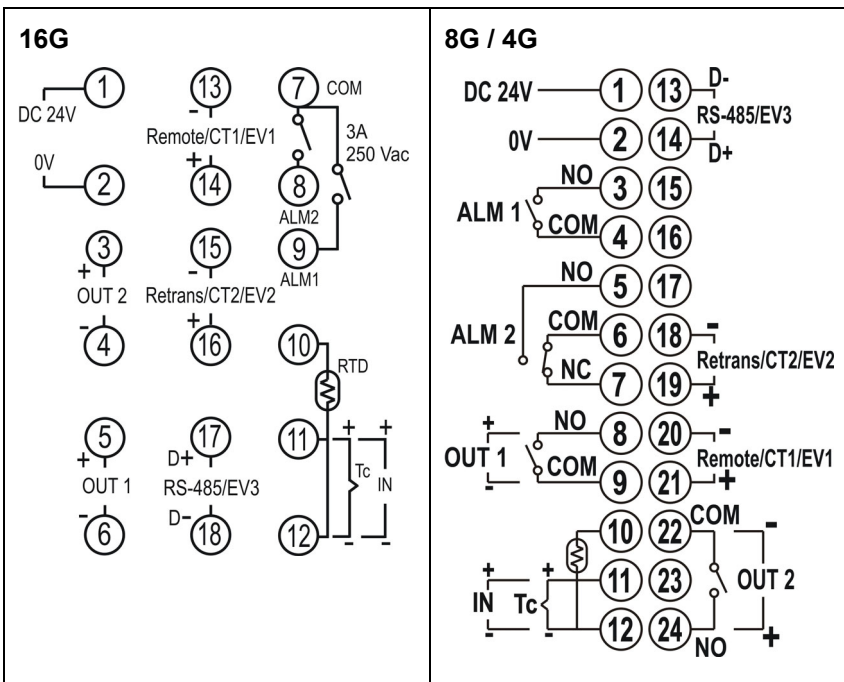 16G
1
DC 24V
0V
2
3
+
OUT 2
-
4
5
+
OUT 1
-
6
13
-
Remote/CT1/EV1
+
14
15
-
Retrans/CT2/EV2
+
16
17
D+
RS-485/EV3
D-
18
7 COM
3A
250 Vac
8
ALM2
9
ALM1
10
RTD
11 + +
Tc IN
12 - -
8G / 4G
DC 24V 1 13 D-
RS-485/EV3
0V 2 14 D+
NO 3 15
ALM 1
COM 4 16
NO 5 17
ALM 2
COM 6 18 -
Retrans/CT2/EV2
NC 7 19 +
+ NO 8 20 -
OUT 1 Remote/CT1/EV1
- COM 9 21 +
10 22 COM -
+ + 11 23 OUT 2
IN Tc
- - 12 24 NO +